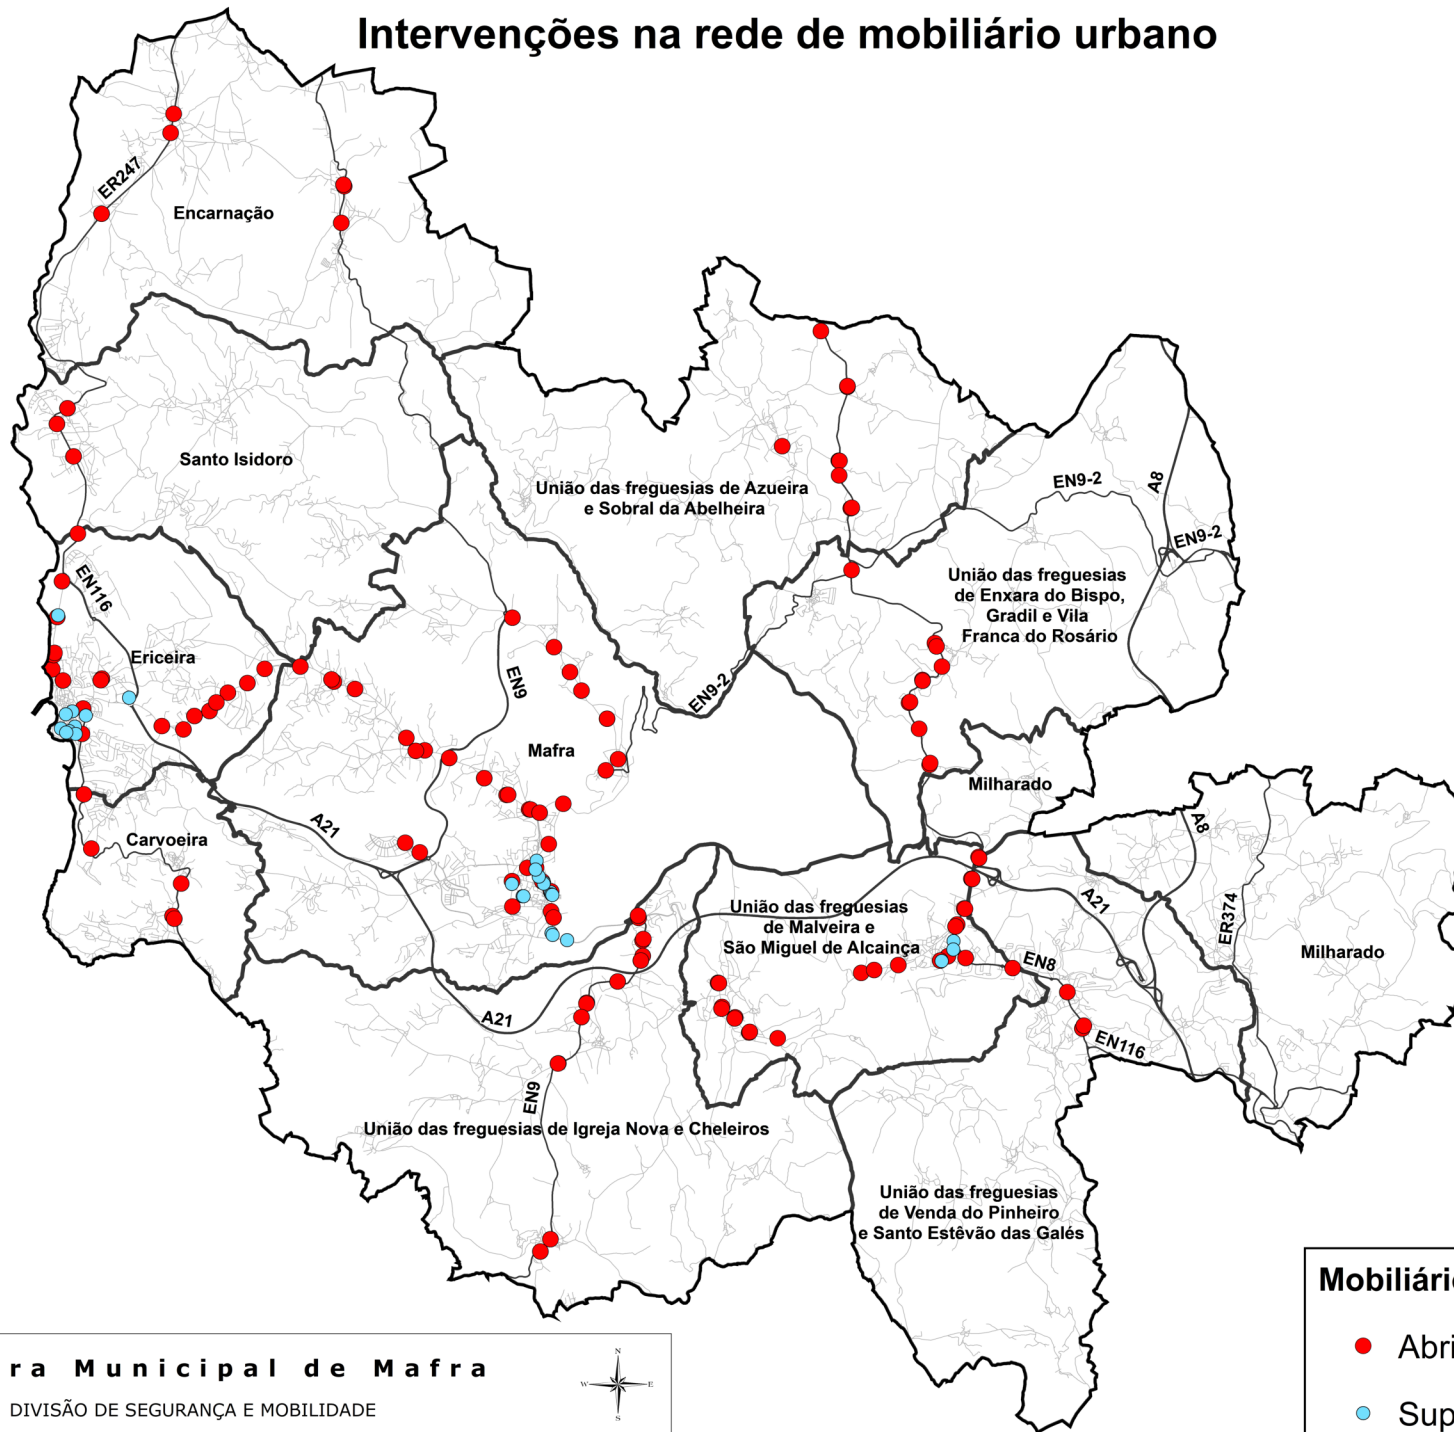 Intervenções na rede de mobiliário urbano
ER247
Encarnação
Santo Isidoro
União das freguesias de Azueira
e Sobral da Abelheira
EN9-2
A8
EN9-2
União das freguesias
de Enxara do Bispo,
Gradil e Vila
Franca do Rosário
EN116
Ericeira
EN9
EN9-2
Mafra
Milharado
A21
Carvoeira
A8
A21
ER374
União das freguesias
de Malveira e
São Miguel de Alcainça
EN8
Milharado
A21
EN116
EN9
União das freguesias de Igreja Nova e Cheleiros
União das freguesias
de Venda do Pinheiro
e Santo Estêvão das Galés
Mobiliári
Abri
Sup
ra Municipal de Mafra
DIVISÃO DE SEGURANÇA E MOBILIDADE
N
W E
S